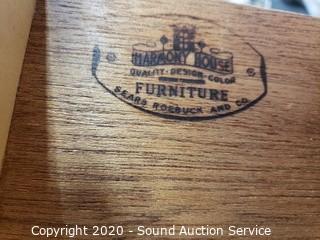 HARMONY HOUSE
QUALITY-DESIGN-COLOR
FURNITURE
SEARS ROEBUCK AND CO.
Copyright 2020 - Sound Auction Service